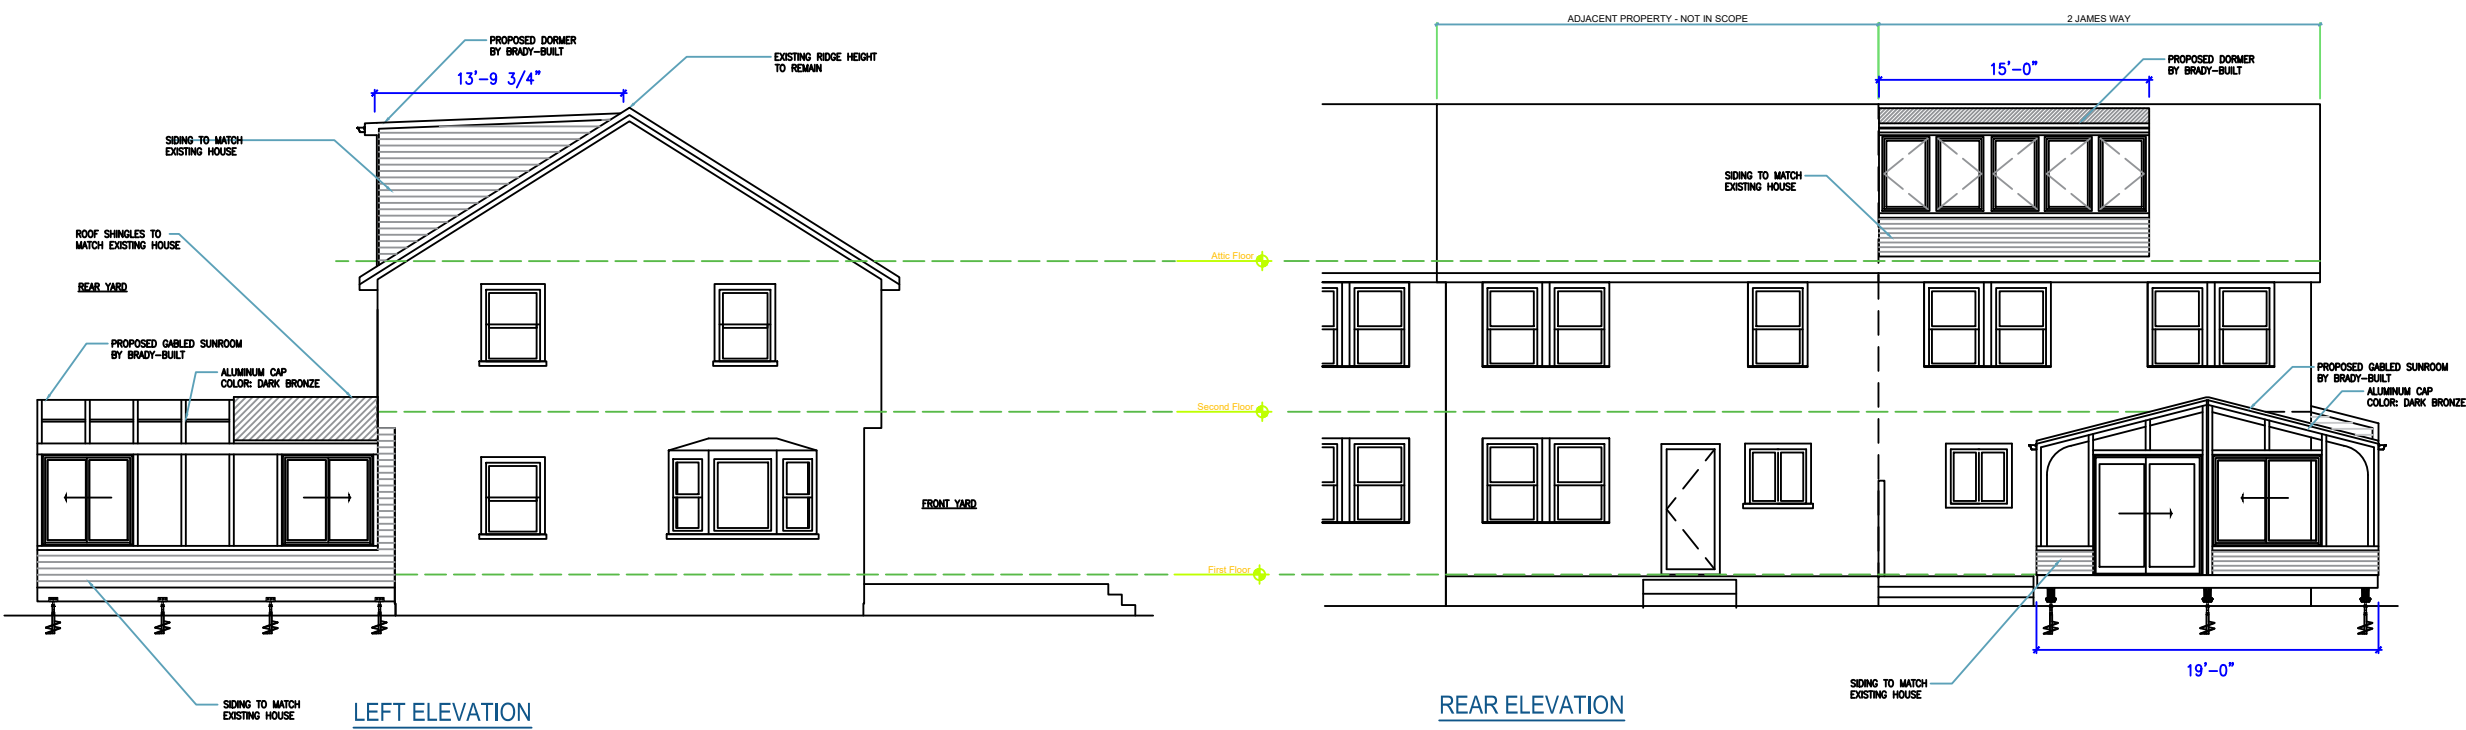 PROPOSED DORMER
BY BRADY-BUILT
13'-9 3/4"
EXISTING RIDGE HEIGHT
TO REMAIN
SIDING TO MATCH
EXISTING HOUSE
ROOF SHINGLES TO
MATCH EXISTING HOUSE
REAR YARD
PROPOSED GABLED SUNROOM
BY BRADY-BUILT
ALUMINUM CAP
COLOR: DARK BRONZE
FRONT YARD
SIDING TO MATCH
EXISTING HOUSE
LEFT ELEVATION
Attic Floor
Second Floor
First Floor
ADJACENT PROPERTY - NOT IN SCOPE
2 JAMES WAY
15'-0"
PROPOSED DORMER
BY BRADY-BUILT
SIDING TO MATCH
EXISTING HOUSE
PROPOSED GABLED SUNROOM
BY BRADY-BUILT
ALUMINUM CAP
COLOR: DARK BRONZE
19'-0"
SIDING TO MATCH
EXISTING HOUSE
REAR ELEVATION